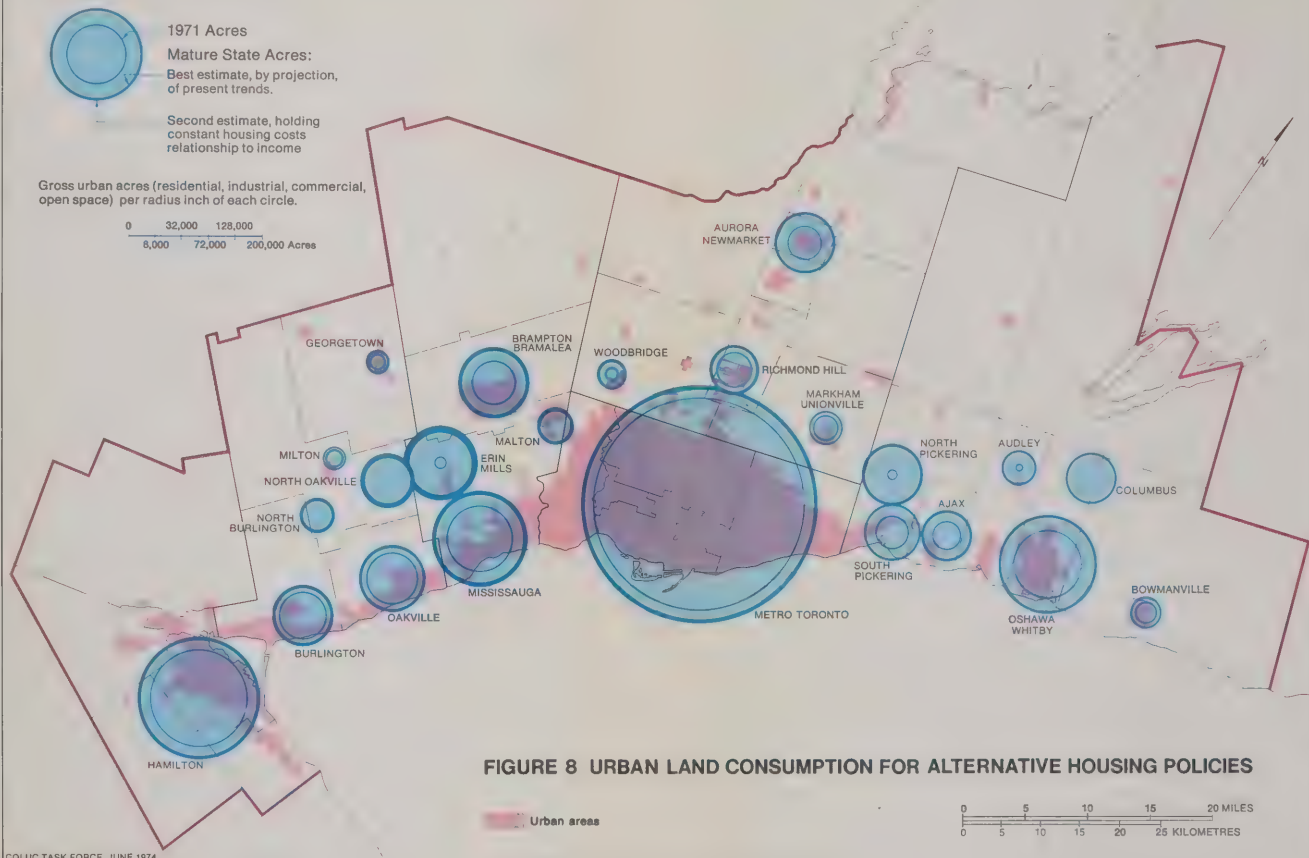 1971 Acres
Mature State Acres:
Best estimate, by projection,
of present trends.
Second estimate, holding
constant housing costs
relationship to income
Gross urban acres (residential, industrial, commercial,
open space) per radius inch of each circle.
0 32,000 128,000
8,000 72,000 200,000 Acres
N
AURORA
NEWMARKET
GEORGETOWN
BRAMPTON
BRAMALEA
WOODBRIDGE
RICHMOND HILL
MARKHAM
UNIONVILLE
MALTON
MILTON
NORTH OAKVILLE
ERIN
MILLS
NORTH
PICKERING
AUDLEY
COLUMBUS
NORTH
BURLINGTON
AJAX
SOUTH
PICKERING
MISSISSAUGA
OAKVILLE
METRO TORONTO
OSHAWA
WHITBY
BOWMANVILLE
BURLINGTON
HAMILTON
FIGURE 8 URBAN LAND CONSUMPTION FOR ALTERNATIVE HOUSING POLICIES
Urban areas
0 5 10 15 20 MILES
0 5 10 15 20 25 KILOMETRES
COLUC TASK FORCE, JUNE 1974